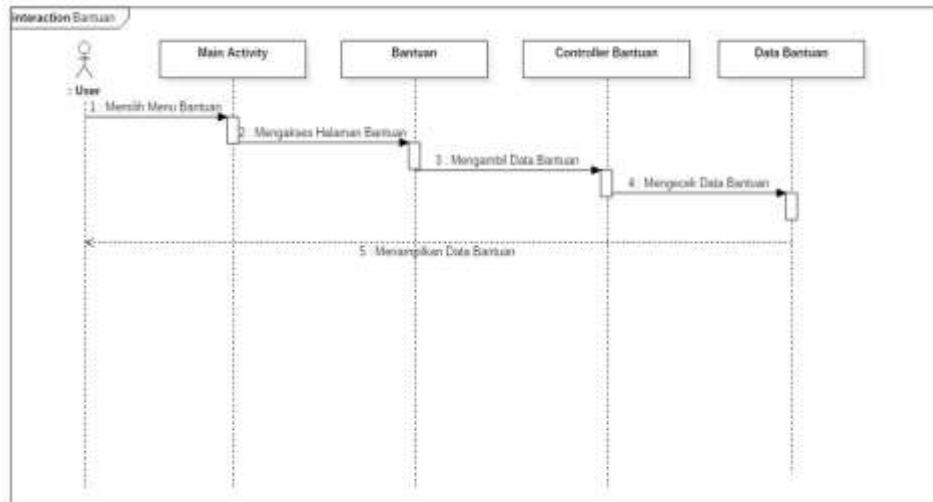 interaction Bantuan
Main Activity
Bantuan
Controller Bantuan
Data Bantuan
: User
1 : Memilih Menu Bantuan
2 : Mengakses Halaman Bantuan
3 : Mengambil Data Bantuan
4 : Mengecek Data Bantuan
5 : Menampilkan Data Bantuan